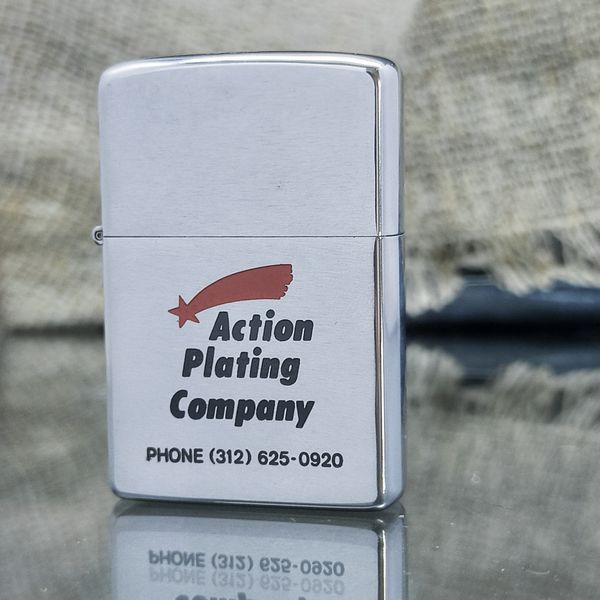 Action
Plating
Company
PHONE (312) 625-0920